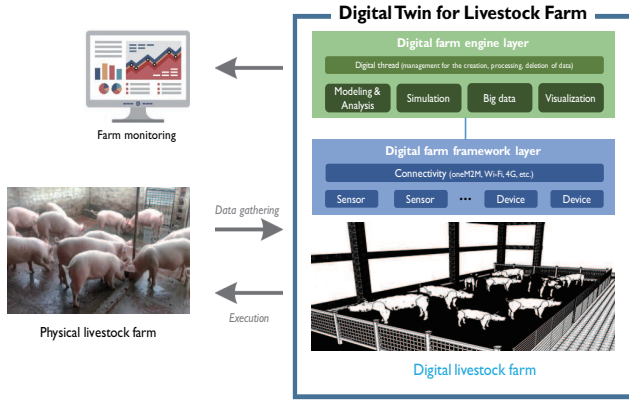 Digital Twin for Livestock Farm
Digital farm engine layer
Digital thread (management for the creation, processing, deletion of data)
Modeling &
Analysis
Simulation
Big data
Visualization
Farm monitoring
Digital farm framework layer
Connectivity (oneM2M, Wi-Fi, 4G, etc.)
Sensor
Sensor
•••
Device
Device
Data gathering
Execution
Physical livestock farm
Digital livestock farm